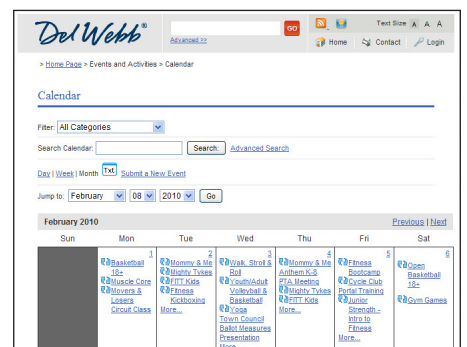 Del Webb®
Advanced >>
GO
Text Size A A A
Home Contact Login
> Home Page > Events and Activities > Calendar
Calendar
Filter: All Categories
Search Calendar: Search: Advanced Search
Day | Week | Month Txt Submit a New Event
Jump to: February 08 2010 Go
February 2010 Previous | Next
Sun Mon Tue Wed Thu Fri Sat
1
Basketball
18+
Muscle Core
Movers &
Losers
Circuit Class
2
Mommy & Me
Mighty Tykes
FITT Kids
Fitness
Kickboxing
More...
3
Walk, Stroll &
Roll
Youth/Adult
Volleyball &
Basketball
Yoga
Town Council
Ballot Measures
Presentation
More...
4
Mommy & Me
Anthem K-8
PTA Meeting
Mighty Tykes
FITT Kids
More...
5
Fitness
Bootcamp
Cycle Club
Portal Training
Junior
Strength -
Intro to
Fitness
More...
6
Open
Basketball
18+
Gym Games